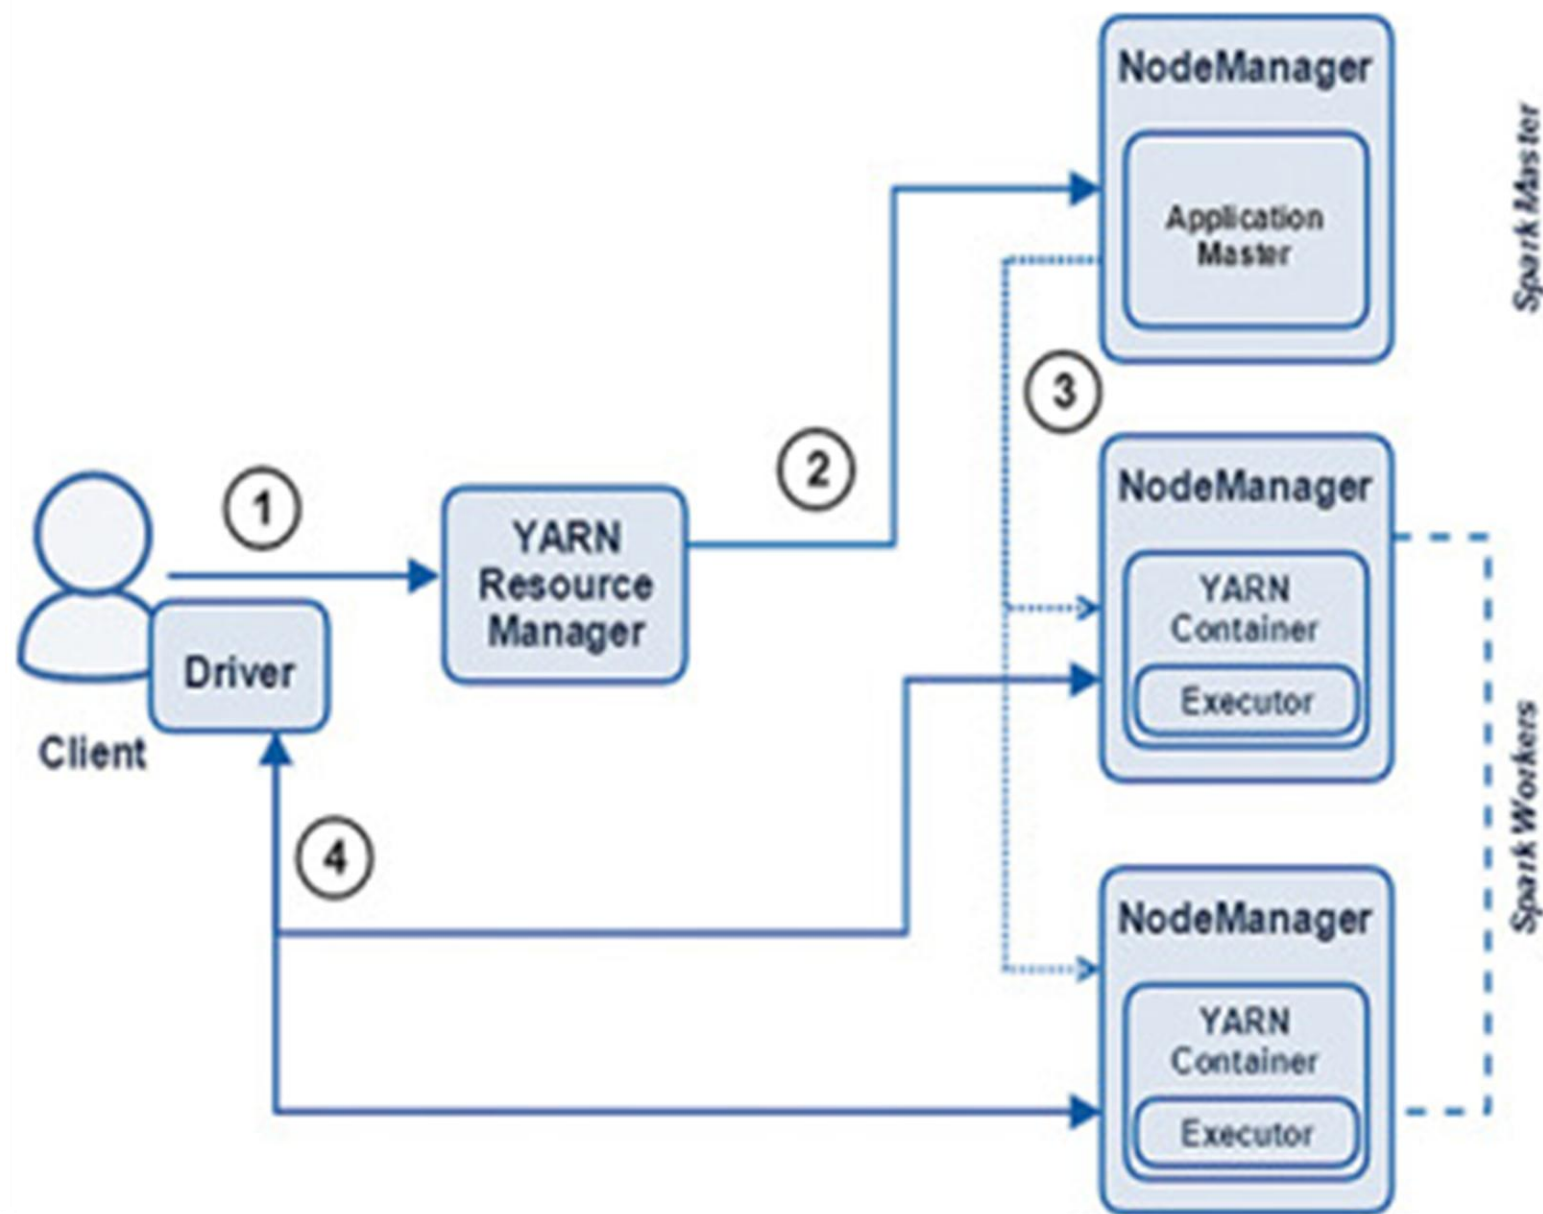 NodeManager
Application
Master
Spark Master
3
NodeManager
YARN
Container
Executor
2
1
YARN
Resource
Manager
Driver
Client
4
Spark Workers
NodeManager
YARN
Container
Executor